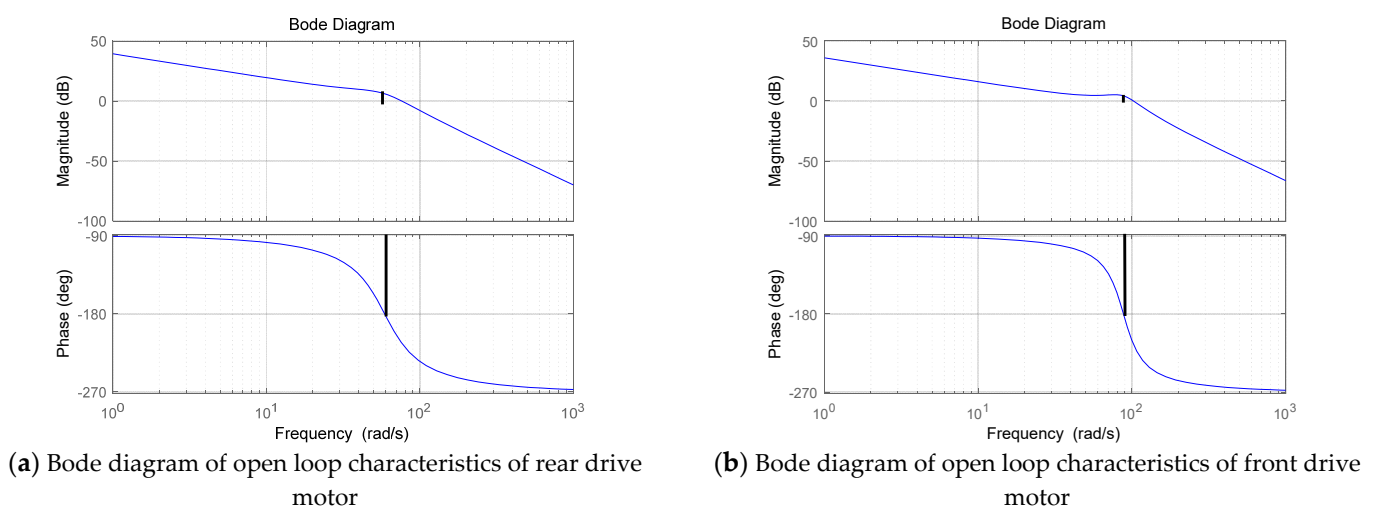 Bode Diagram
50
0
-50
-100
Magnitude (dB)
-90
-180
-270
Phase (deg)
10^0
10^1
10^2
10^3
Frequency (rad/s)
(a) Bode diagram of open loop characteristics of rear drive
motor
Bode Diagram
50
0
-50
-100
Magnitude (dB)
-90
-180
-270
Phase (deg)
10^0
10^1
10^2
10^3
Frequency (rad/s)
(b) Bode diagram of open loop characteristics of front drive
motor